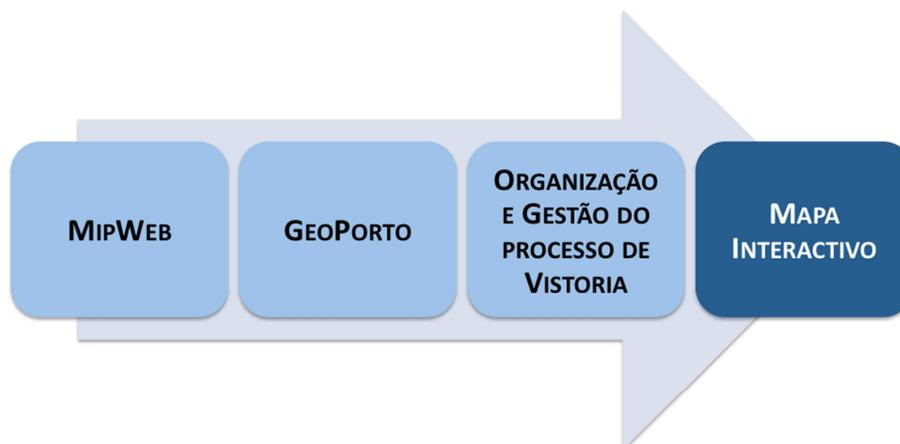 MIPWEB
GEOPORTO
ORGANIZAÇÃO
E GESTÃO DO
PROCESSO DE
VISTORIA
MAPA
INTERACTIVO